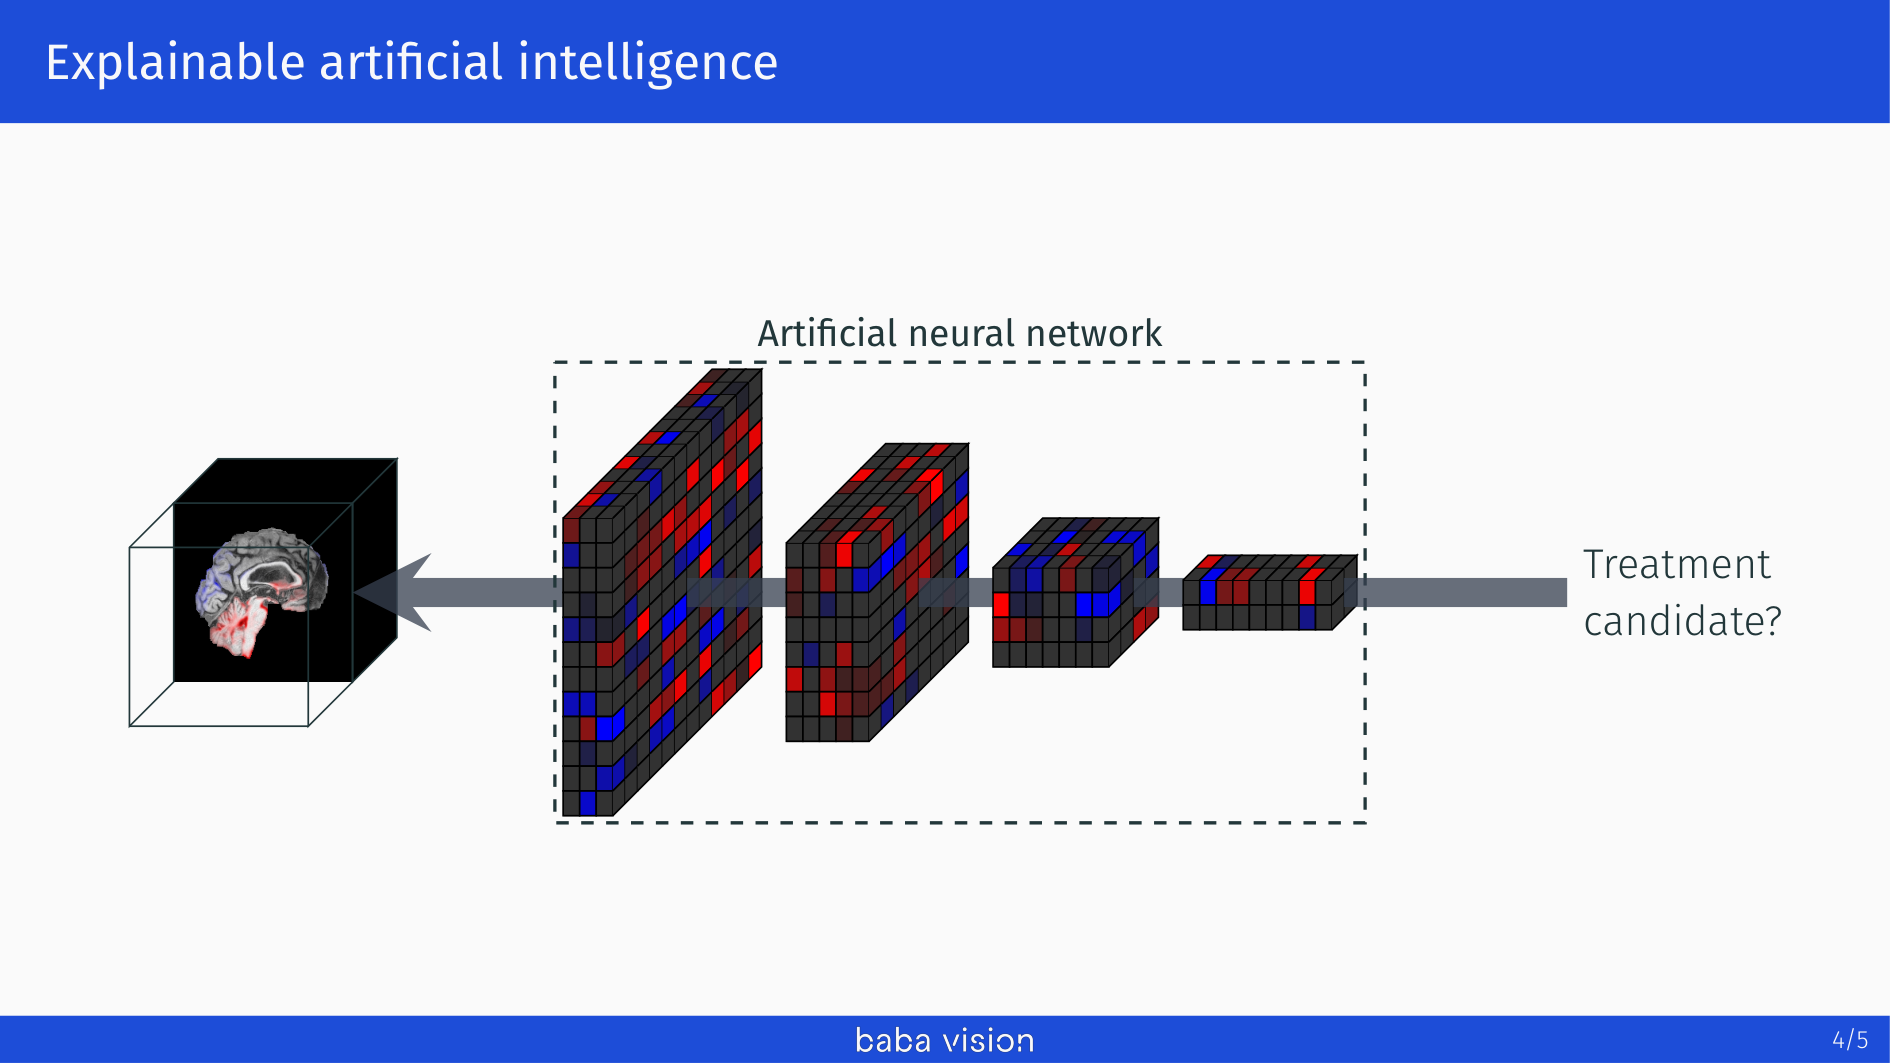 Explainable artificial intelligence
Artificial neural network
Treatment
candidate?
baba vision
4/5